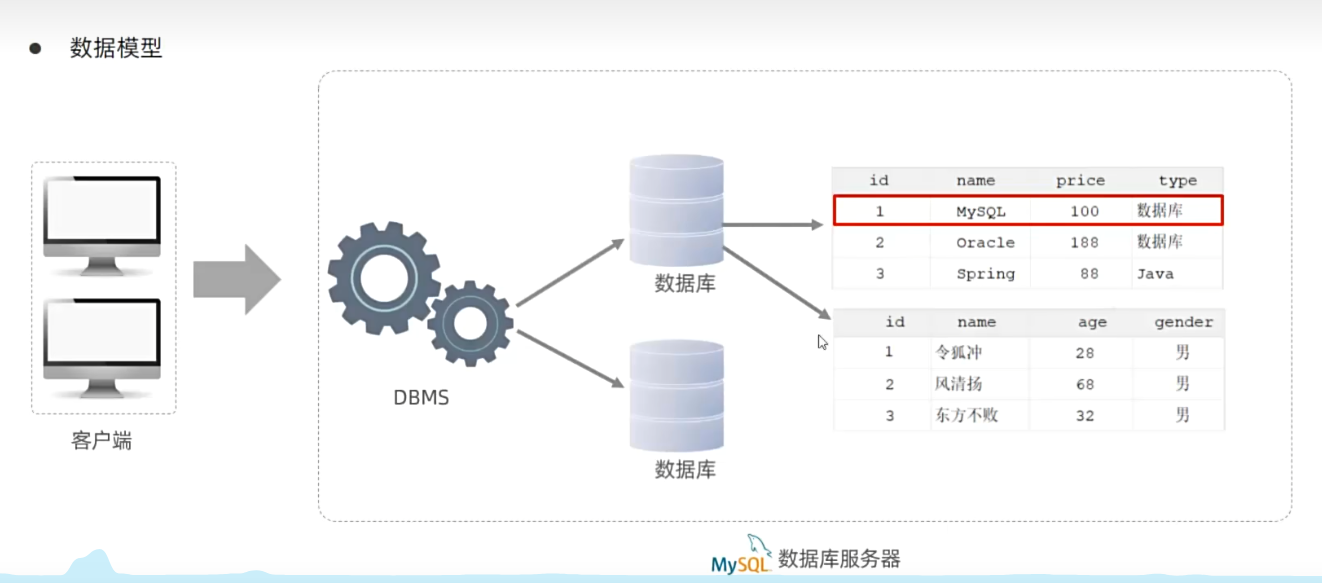 数据模型
id name price type
1 MySQL 100 数据库
2 Oracle 188 数据库
3 Spring 88 Java
数据库
id name age gender
1 令狐冲 28 男
2 风清扬 68 男
3 东方不败 32 男
DBMS
客户端
数据库
MySQL 数据库服务器